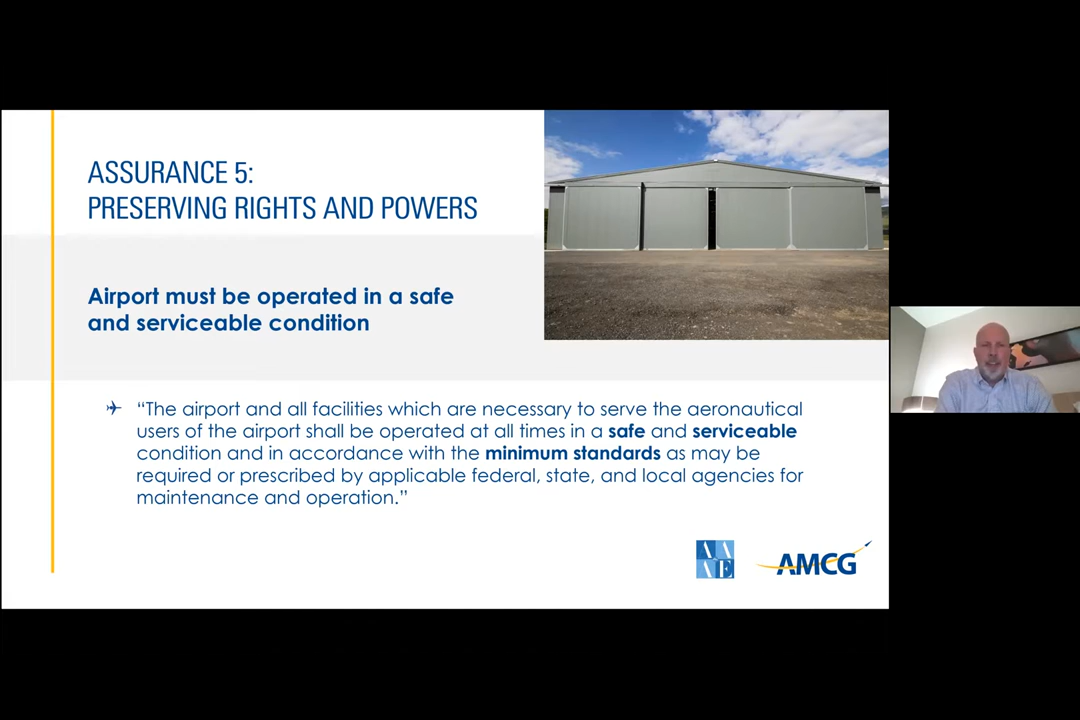 ASSURANCE 5:
PRESERVING RIGHTS AND POWERS
Airport must be operated in a safe
and serviceable condition
“The airport and all facilities which are necessary to serve the aeronautical
users of the airport shall be operated at all times in a safe and serviceable
condition and in accordance with the minimum standards as may be
required or prescribed by applicable federal, state, and local agencies for
maintenance and operation.”
AAAE
AMCG